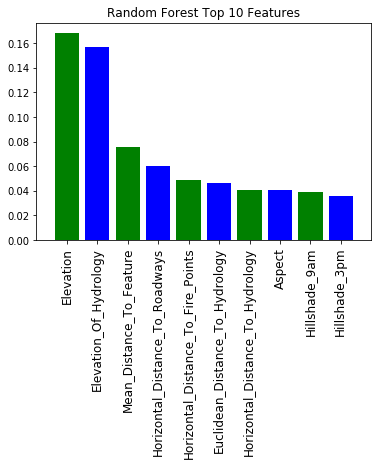 Random Forest Top 10 Features
0.16
0.14
0.12
0.10
0.08
0.06
0.04
0.02
0.00
Elevation
Elevation_Of_Hydrology
Mean_Distance_To_Feature
Horizontal_Distance_To_Roadways
Horizontal_Distance_To_Fire_Points
Euclidean_Distance_To_Hydrology
Horizontal_Distance_To_Hydrology
Aspect
Hillshade_9am
Hillshade_3pm